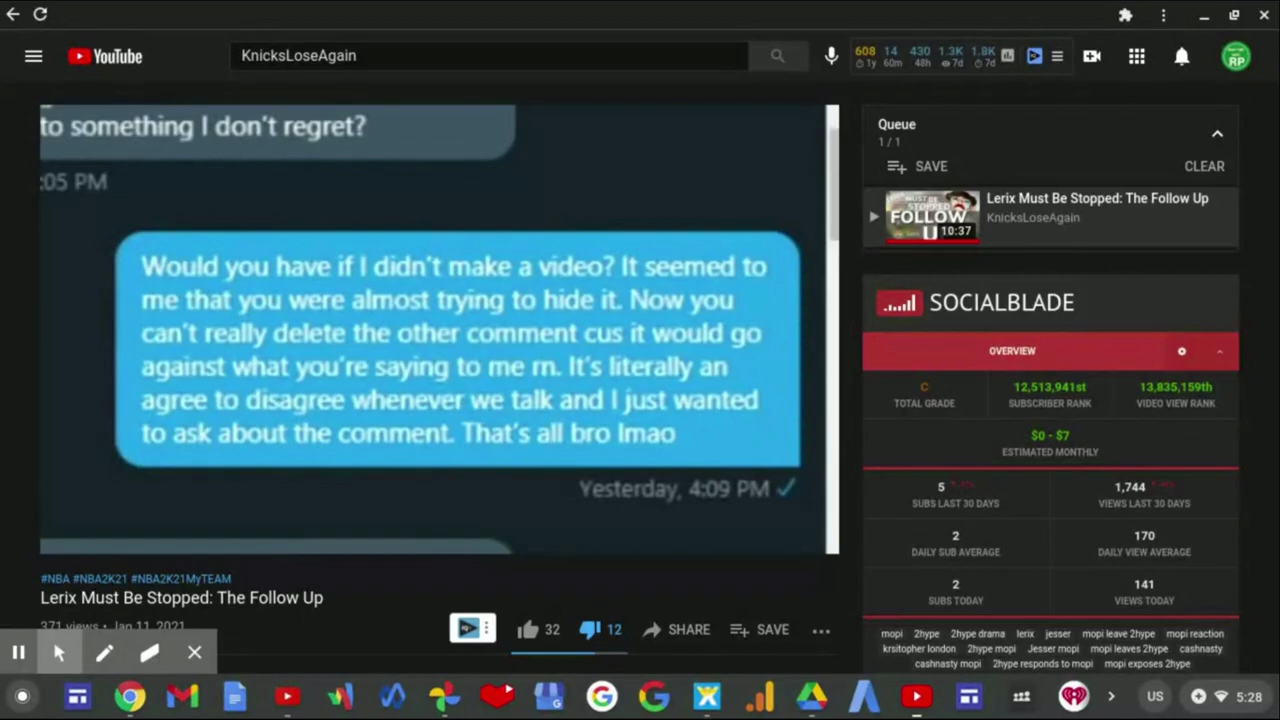 YouTube
KnicksLoseAgain
608 14 430 1.3K 1.8K
1y 60m 48h 7d 7d
RP
to something I don't regret?
:05 PM
Would you have if I didn't make a video? It seemed to
me that you were almost trying to hide it. Now you
can't really delete the other comment cus it would go
against what you're saying to me rn. It's literally an
agree to disagree whenever we talk and I just wanted
to ask about the comment. That's all bro lmao
Yesterday, 4:09 PM
#NBA #NBA2K21 #NBA2K21MyTEAM
Lerix Must Be Stopped: The Follow Up
371 views • Jan 11, 2021
32
12
SHARE
SAVE
Queue
1 / 1
SAVE
CLEAR
MUST BE
STOPPED
FOLLOW
U
10:37
Lerix Must Be Stopped: The Follow Up
KnicksLoseAgain
SOCIALBLADE
OVERVIEW
C 12,513,941st 13,835,159th
TOTAL GRADE SUBSCRIBER RANK VIDEO VIEW RANK
$0 - $7
ESTIMATED MONTHLY
5 1,744
SUBS LAST 30 DAYS VIEWS LAST 30 DAYS
2 170
DAILY SUB AVERAGE DAILY VIEW AVERAGE
2 141
SUBS TODAY VIEWS TODAY
mopi 2hype 2hype drama lerix jesser mopi leave 2hype mopi reaction
krsitopher london 2hype mopi Jesser mopi mopi leaves 2hype cashnasty
cashnasty mopi 2hype responds to mopi mopi exposes 2hype
US
5:28